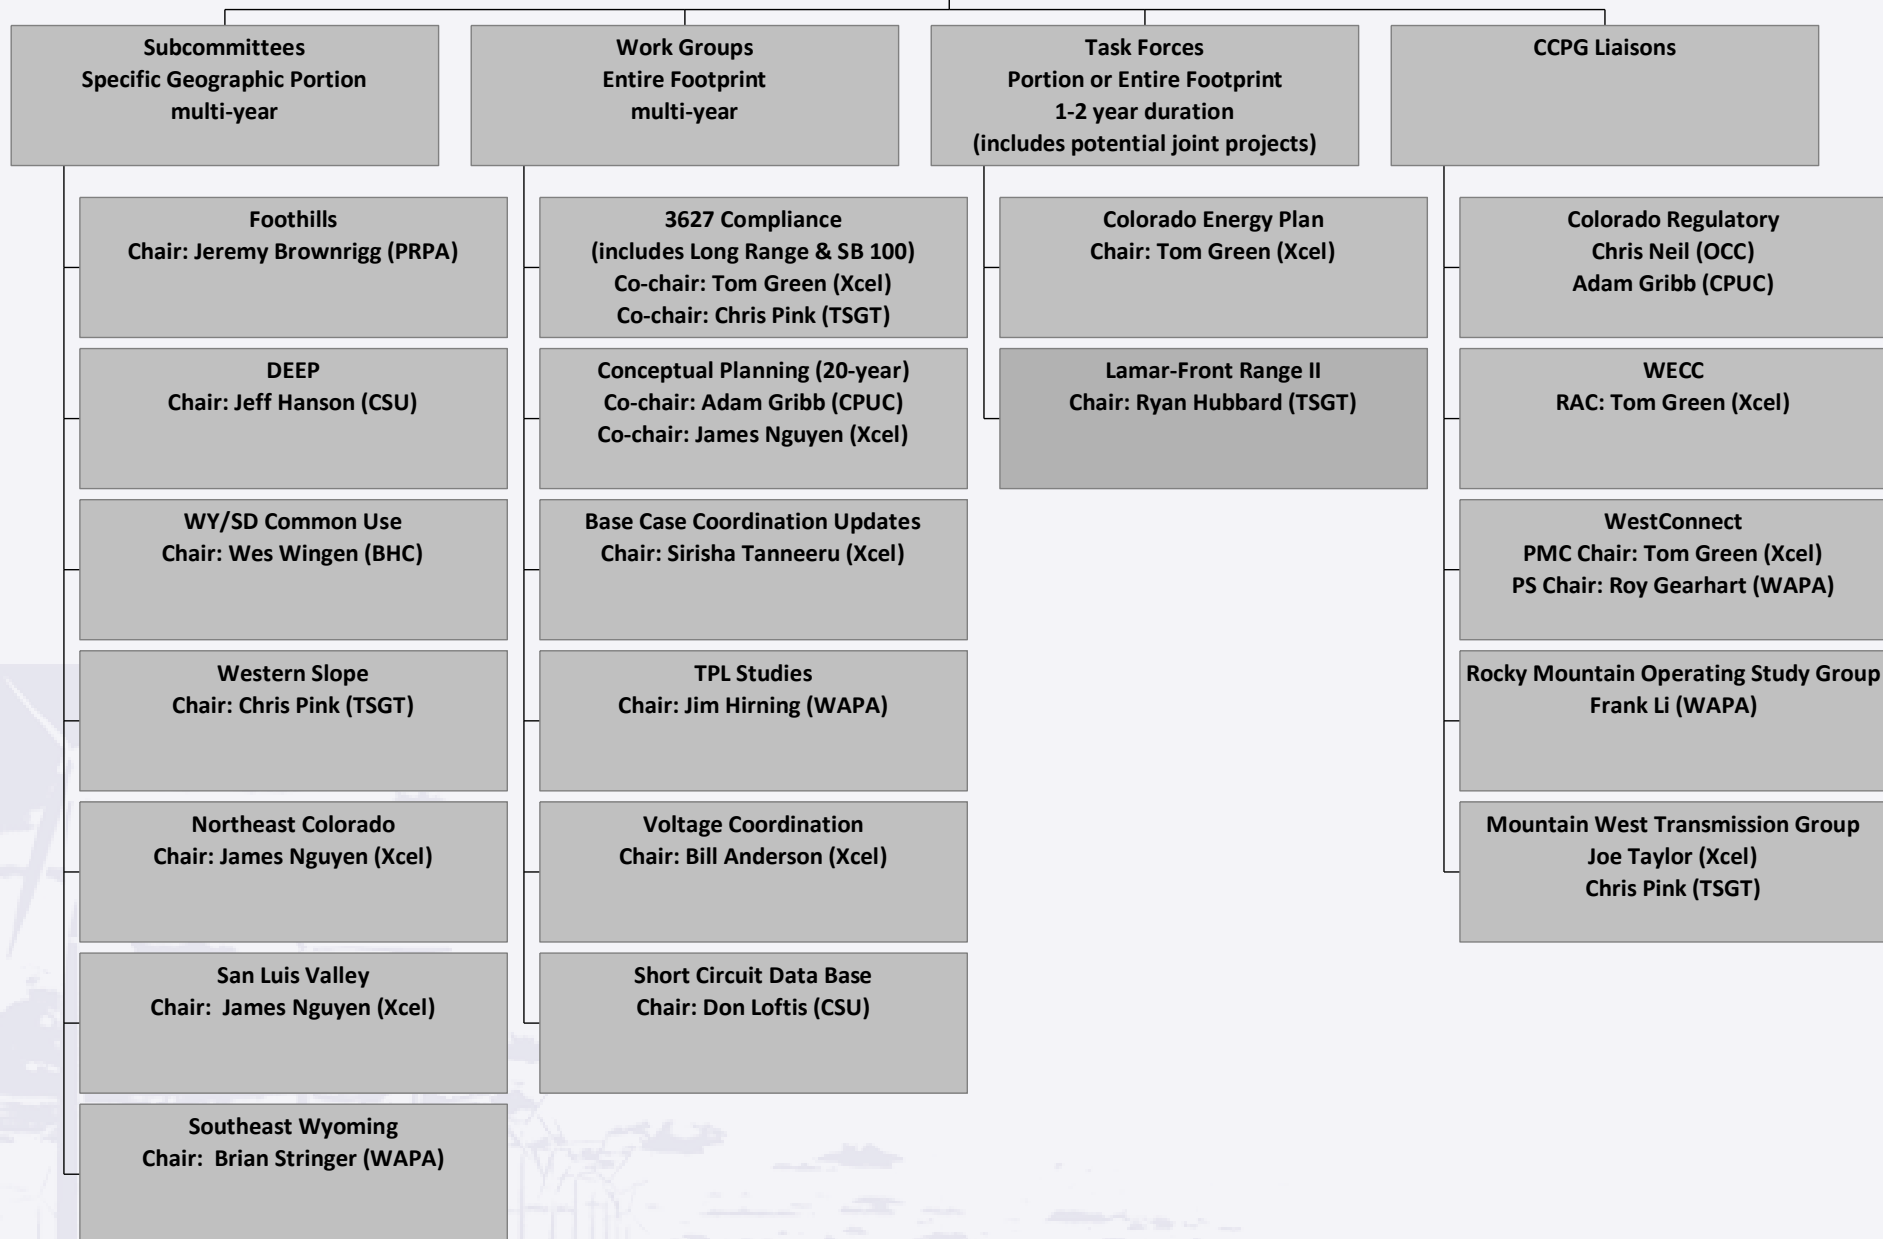 Subcommittees
Specific Geographic Portion
multi-year
Work Groups
Entire Footprint
multi-year
Task Forces
Portion or Entire Footprint
1-2 year duration
(includes potential joint projects)
CCPG Liaisons
Foothills
Chair: Jeremy Brownrigg (PRPA)
DEEP
Chair: Jeff Hanson (CSU)
WY/SD Common Use
Chair: Wes Wingen (BHC)
Western Slope
Chair: Chris Pink (TSGT)
Northeast Colorado
Chair: James Nguyen (Xcel)
San Luis Valley
Chair: James Nguyen (Xcel)
Southeast Wyoming
Chair: Brian Stringer (WAPA)
3627 Compliance
(includes Long Range & SB 100)
Co-chair: Tom Green (Xcel)
Co-chair: Chris Pink (TSGT)
Conceptual Planning (20-year)
Co-chair: Adam Gribb (CPUC)
Co-chair: James Nguyen (Xcel)
Base Case Coordination Updates
Chair: Sirisha Tanneeru (Xcel)
TPL Studies
Chair: Jim Hirning (WAPA)
Voltage Coordination
Chair: Bill Anderson (Xcel)
Short Circuit Data Base
Chair: Don Loftis (CSU)
Colorado Energy Plan
Chair: Tom Green (Xcel)
Lamar-Front Range II
Chair: Ryan Hubbard (TSGT)
Colorado Regulatory
Chris Neil (OCC)
Adam Gribb (CPUC)
WECC
RAC: Tom Green (Xcel)
WestConnect
PMC Chair: Tom Green (Xcel)
PS Chair: Roy Gearhart (WAPA)
Rocky Mountain Operating Study Group
Frank Li (WAPA)
Mountain West Transmission Group
Joe Taylor (Xcel)
Chris Pink (TSGT)